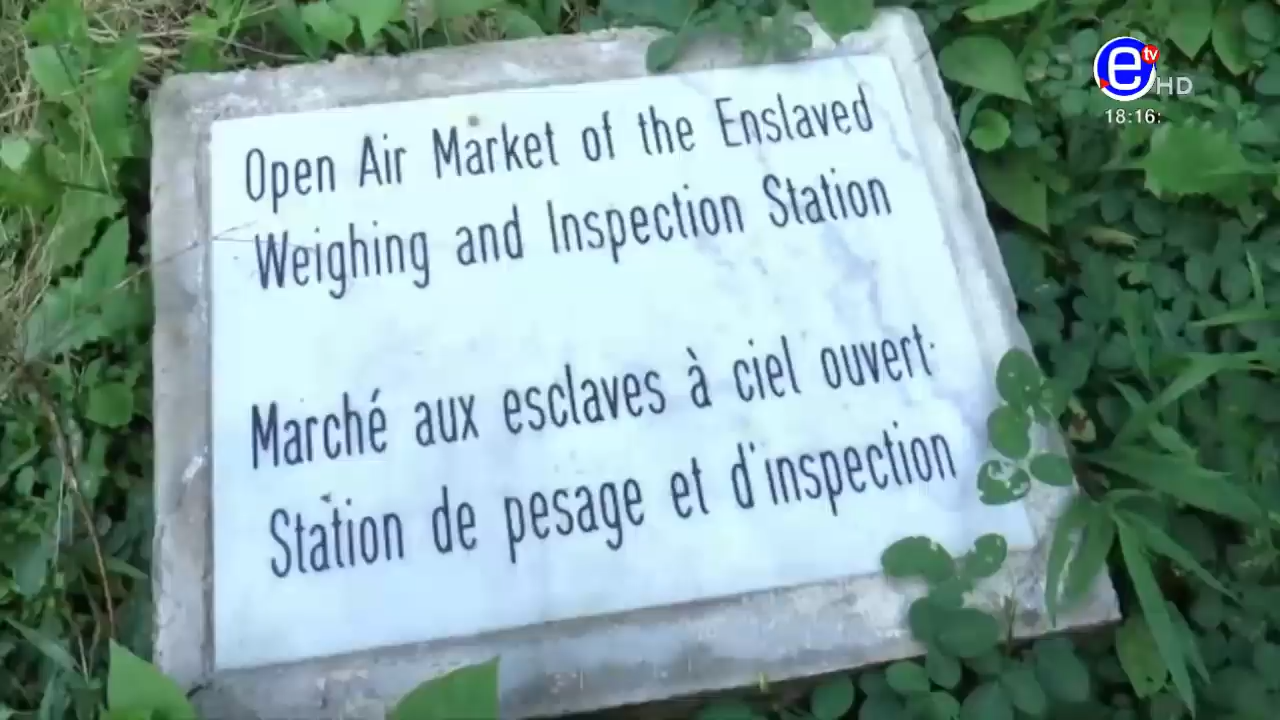 Open Air Market of the Enslaved
Weighing and Inspection Station
Marché aux esclaves à ciel ouvert
Station de pesage et d'inspection
e tv HD
18:16: